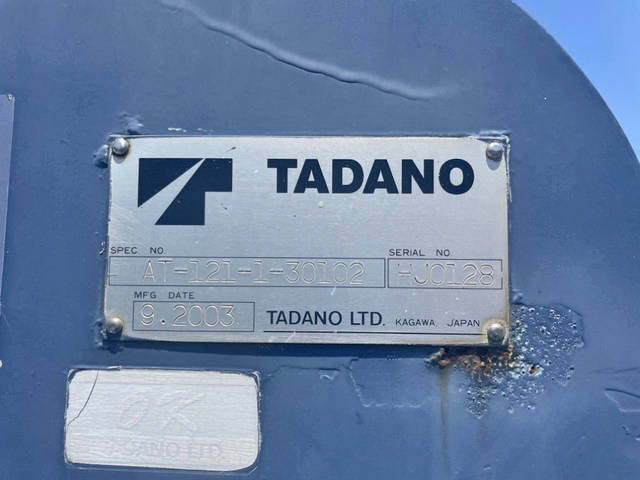 TADANO
SPEC NO
SERIAL NO
AT-121-1-30102
HJ0128
MFG DATE
9.2003
TADANO LTD. KAGAWA, JAPAN
OK
TADANO LTD.